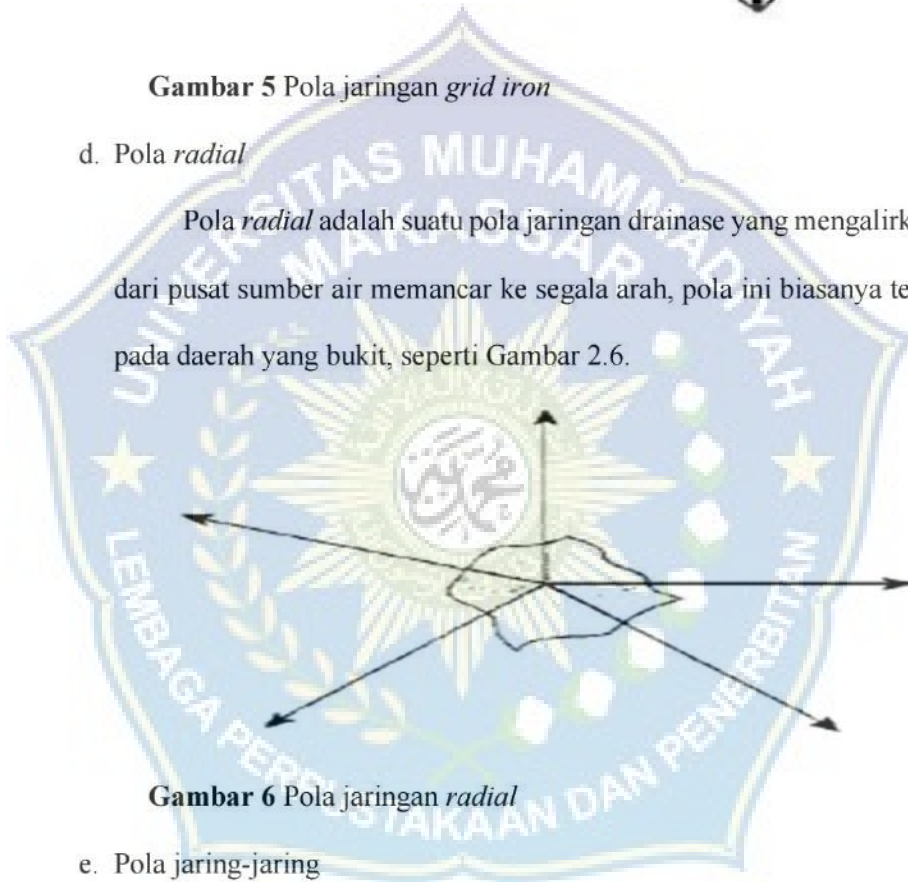 Gambar 5 Pola jaringan grid iron
d. Pola radial
Pola radial adalah suatu pola jaringan drainase yang mengalirk
dari pusat sumber air memancar ke segala arah, pola ini biasanya te
pada daerah yang bukit, seperti Gambar 2.6.
Gambar 6 Pola jaringan radial
e. Pola jaring-jaring
UNIVERSITAS MUHAMMADIYAH
MAKASSAR
LEMBAGA PERPUSTAKAAN DAN PENERBITAN